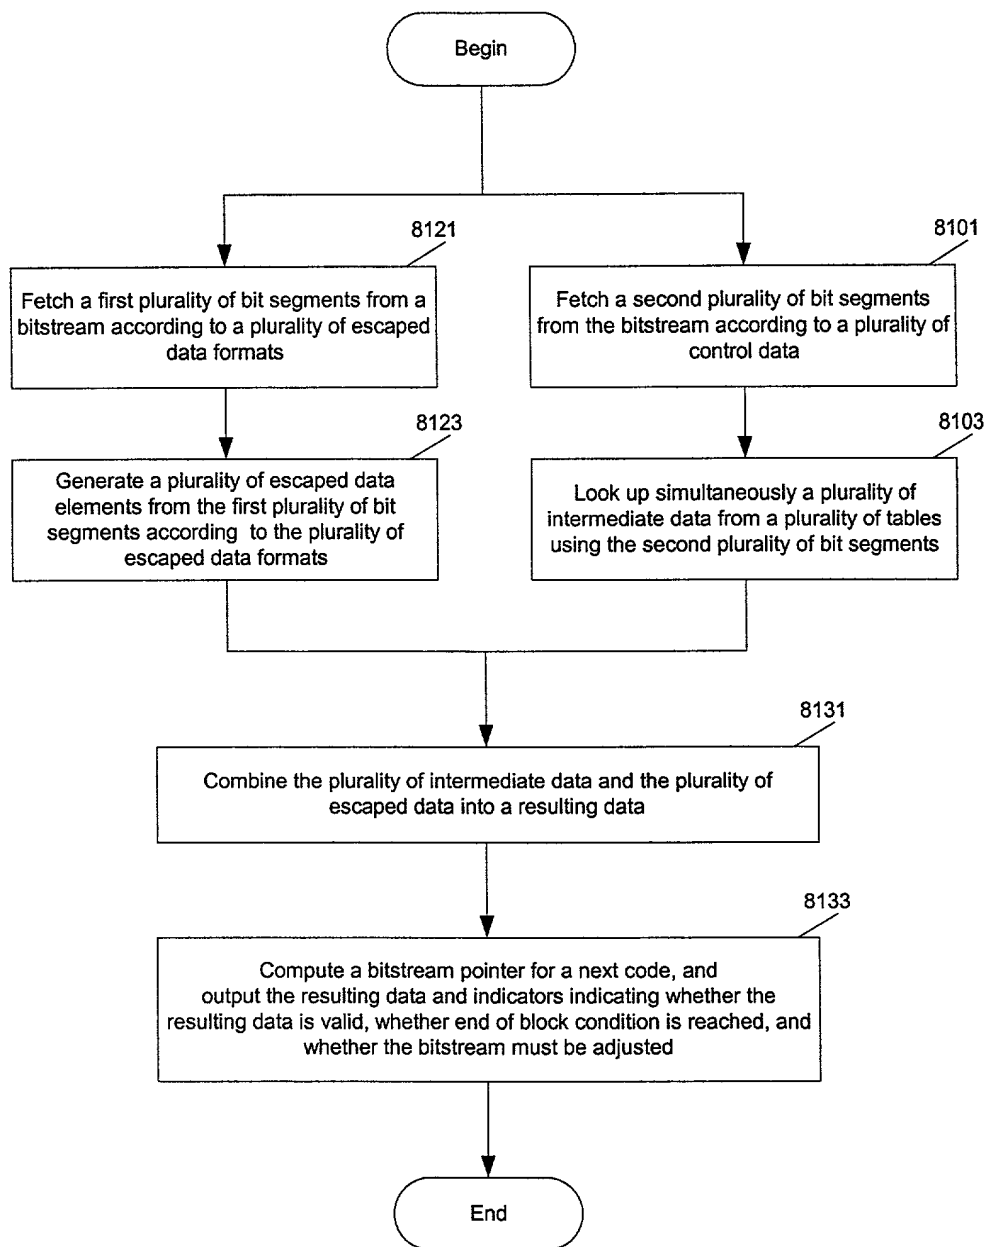 Begin
8121
Fetch a first plurality of bit segments from a
bitstream according to a plurality of escaped
data formats
8101
Fetch a second plurality of bit segments
from the bitstream according to a plurality of
control data
8123
Generate a plurality of escaped data
elements from the first plurality of bit
segments according to the plurality of
escaped data formats
8103
Look up simultaneously a plurality of
intermediate data from a plurality of tables
using the second plurality of bit segments
8131
Combine the plurality of intermediate data and the plurality of
escaped data into a resulting data
8133
Compute a bitstream pointer for a next code, and
output the resulting data and indicators indicating whether the
resulting data is valid, whether end of block condition is reached, and
whether the bitstream must be adjusted
End